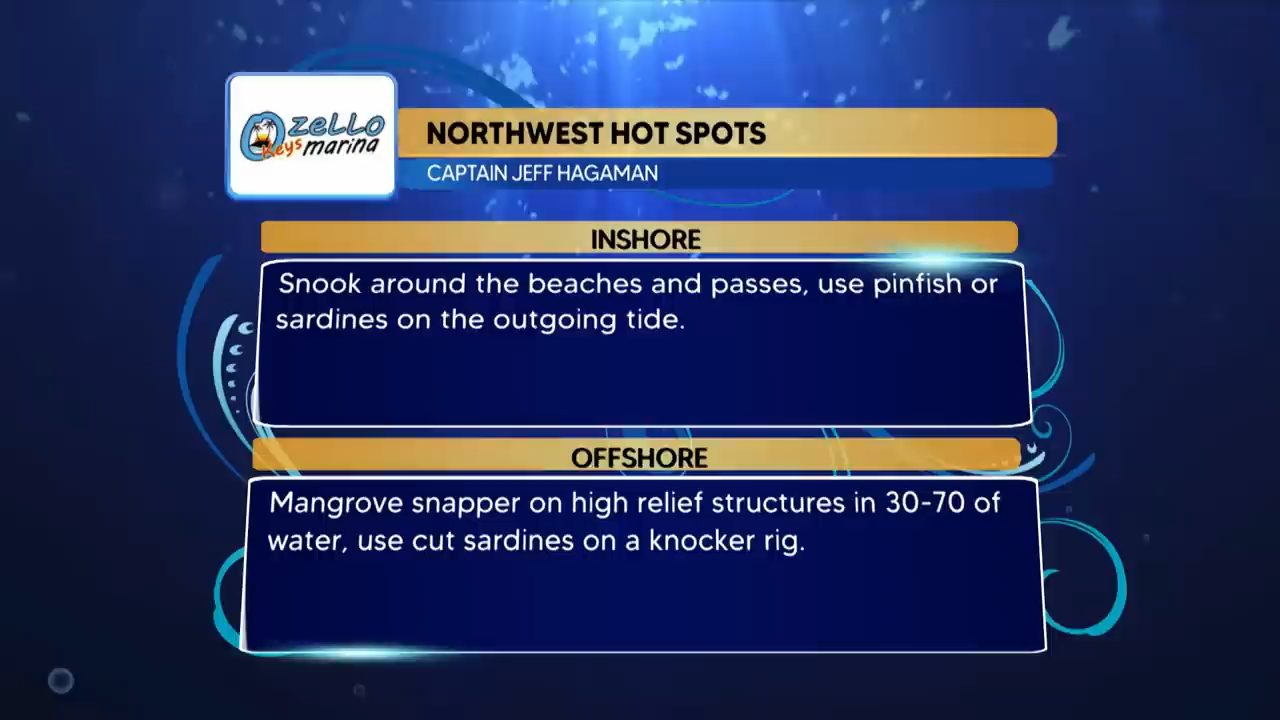 Ozello
Keys marina
NORTHWEST HOT SPOTS
CAPTAIN JEFF HAGAMAN
INSHORE
Snook around the beaches and passes, use pinfish or
sardines on the outgoing tide.
OFFSHORE
Mangrove snapper on high relief structures in 30-70 of
water, use cut sardines on a knocker rig.